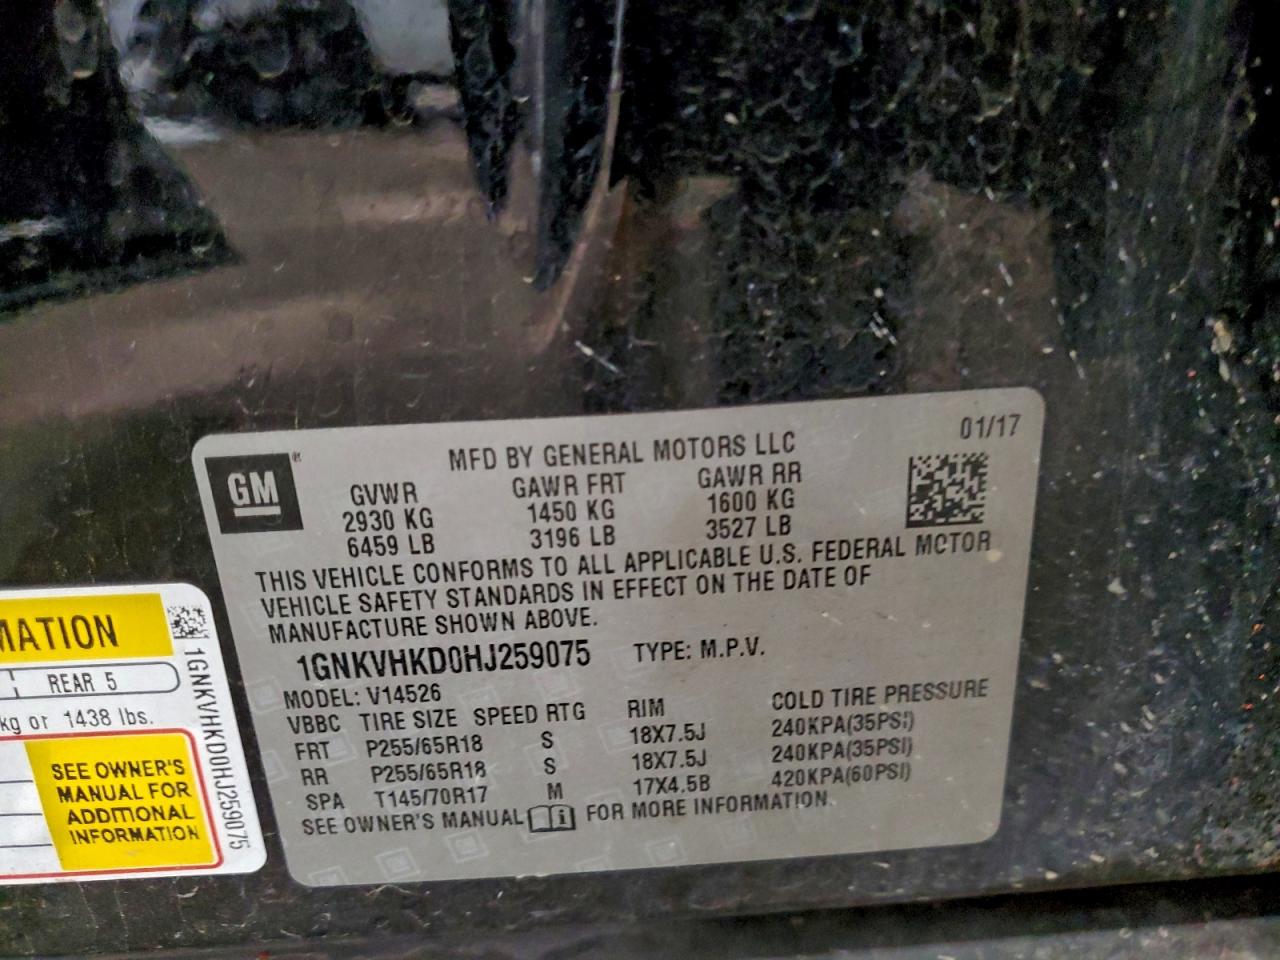 GM®
MFD BY GENERAL MOTORS LLC
01/17
GVWR GAWR FRT GAWR RR
2930 KG 1450 KG 1600 KG
6459 LB 3196 LB 3527 LB
THIS VEHICLE CONFORMS TO ALL APPLICABLE U.S. FEDERAL MOTOR
VEHICLE SAFETY STANDARDS IN EFFECT ON THE DATE OF
MANUFACTURE SHOWN ABOVE.
1GNKVHKD0HJ259075 TYPE: M.P.V.
MODEL: V14526
VBBC TIRE SIZE SPEED RTG RIM COLD TIRE PRESSURE
FRT P255/65R18 S 18X7.5J 240KPA(35PSI)
RR P255/65R18 S 18X7.5J 240KPA(35PSI)
SPA T145/70R17 M 17X4.5B 420KPA(60PSI)
SEE OWNER'S MANUAL FOR MORE INFORMATION.
MATION
REAR 5
kg or 1438 lbs.
SEE OWNER'S
MANUAL FOR
ADDITIONAL
INFORMATION
1GNKVHKD0HJ259075